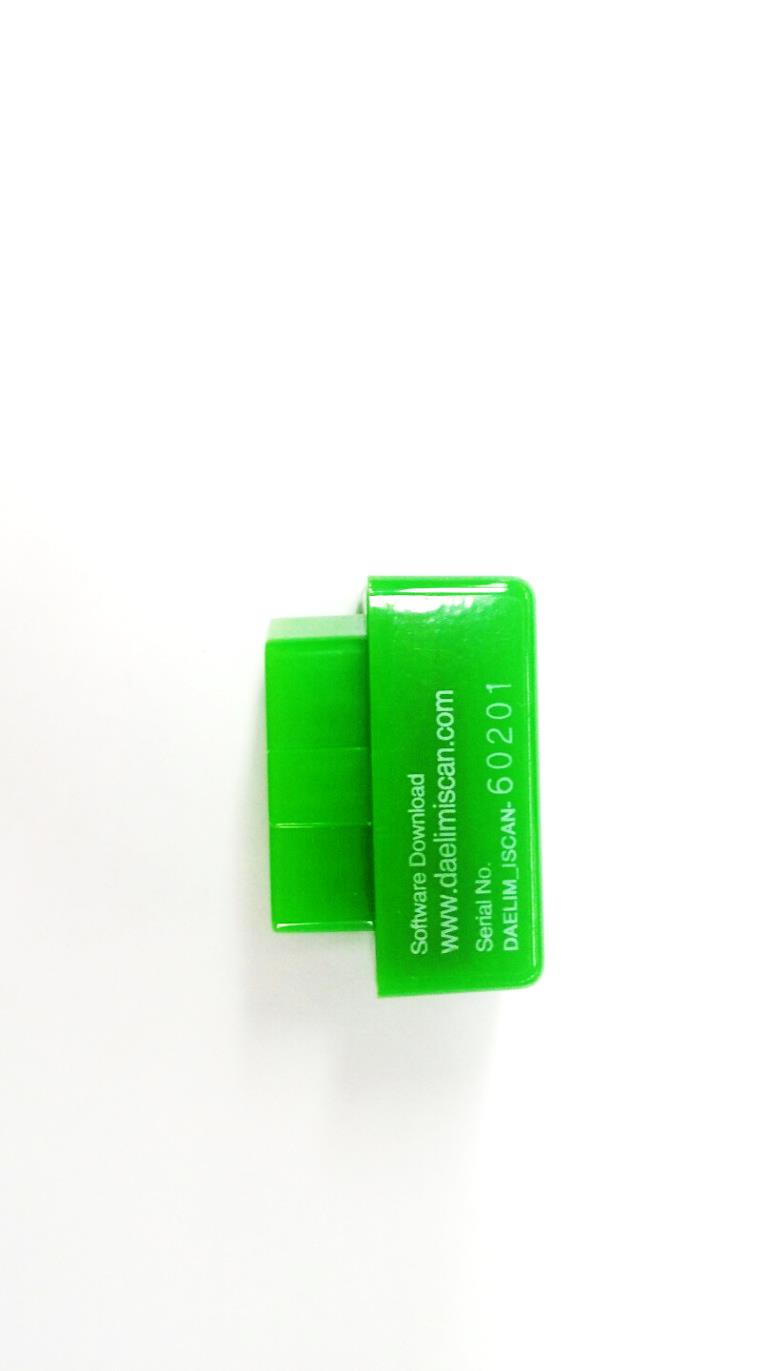 Software Download
www.daelimiscan.com
Serial No.
DAELIM_ISCAN- 60201